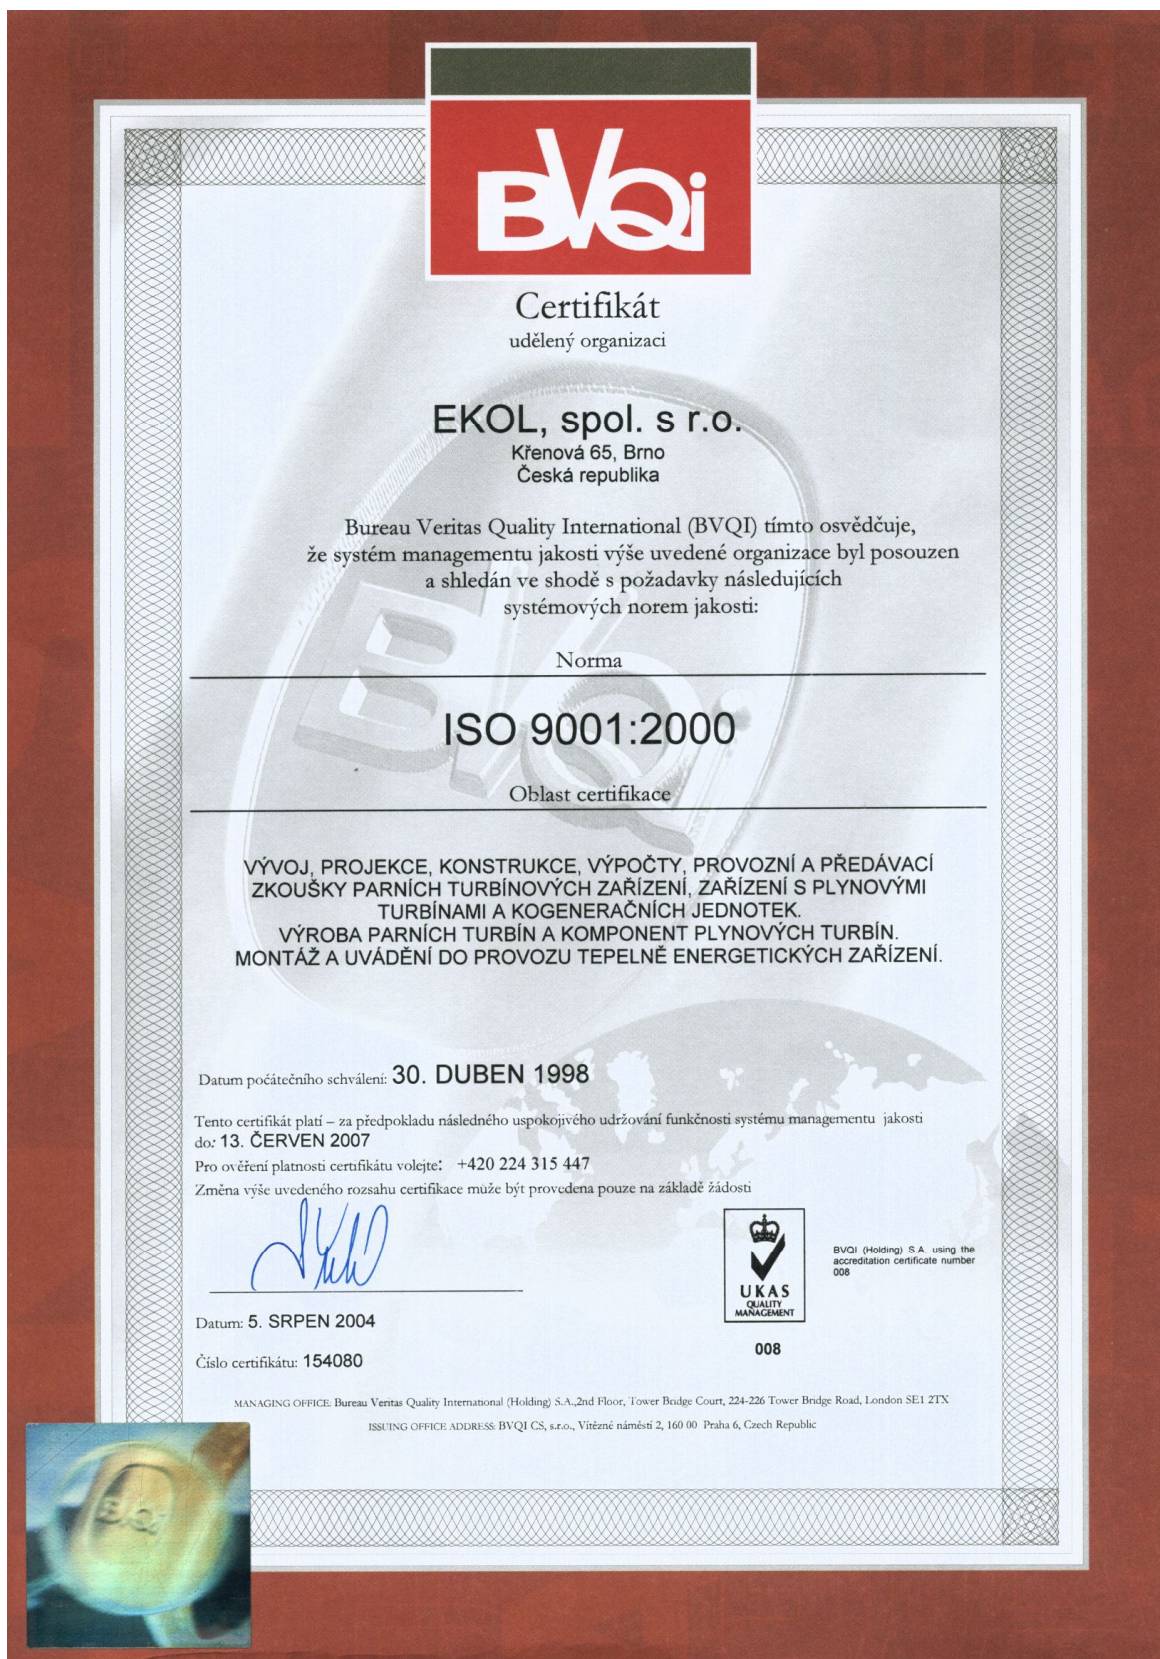 BVQi
Certifikát
udělený organizaci
EKOL, spol. s r.o.
Křenová 65, Brno
Česká republika
Bureau Veritas Quality International (BVQI) tímto osvědčuje,
že systém managementu jakosti výše uvedené organizace byl posouzen
a shledán ve shodě s požadavky následujících
systémových norem jakosti:
Norma
ISO 9001:2000
Oblast certifikace
VÝVOJ, PROJEKCE, KONSTRUKCE, VÝPOČTY, PROVOZNÍ A PŘEDÁVACÍ
ZKOUŠKY PARNÍCH TURBÍNOVÝCH ZAŘÍZENÍ, ZAŘÍZENÍ S PLYNOVÝMI
TURBÍNAMI A KOGENERAČNÍCH JEDNOTEK.
VÝROBA PARNÍCH TURBÍN A KOMPONENT PLYNOVÝCH TURBÍN.
MONTÁŽ A UVÁDĚNÍ DO PROVOZU TEPELNĚ ENERGETICKÝCH ZAŘÍZENÍ.
Datum počátečního schválení: 30. DUBEN 1998
Tento certifikát platí – za předpokladu následného uspokojivého udržování funkčnosti systému managementu jakosti
do: 13. ČERVEN 2007
Pro ověření platnosti certifikátu volejte: +420 224 315 447
Změna výše uvedeného rozsahu certifikace muže být provedena pouze na základě žádosti
UKAS
QUALITY
MANAGEMENT
008
BVQI (Holding) S.A. using the
accreditation certificate number
008
Datum: 5. SRPEN 2004
Číslo certifikátu: 154080
MANAGING OFFICE: Bureau Veritas Quality International (Holding) S.A.,2nd Floor, Tower Bridge Court, 224-226 Tower Bridge Road, London SE1 2TX
ISSUING OFFICE ADDRESS: BVQI CS, s.r.o., Vítězné náměstí 2, 160 00 Praha 6, Czech Republic
BVQi